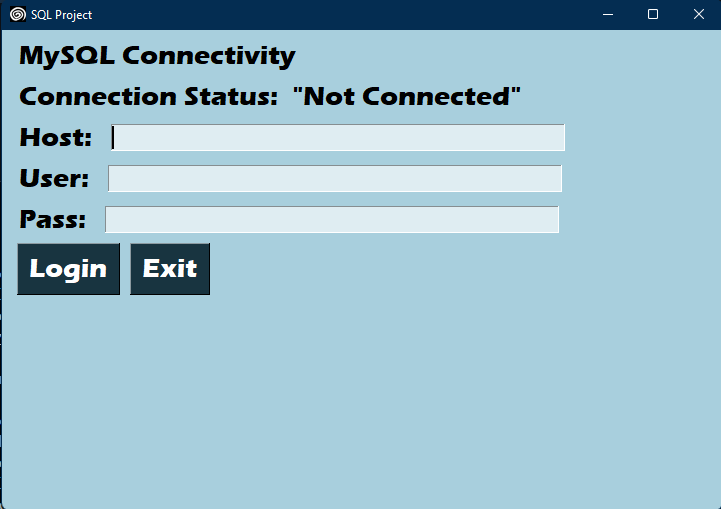 SQL Project
MySQL Connectivity
Connection Status: "Not Connected"
Host:
User:
Pass:
Login Exit